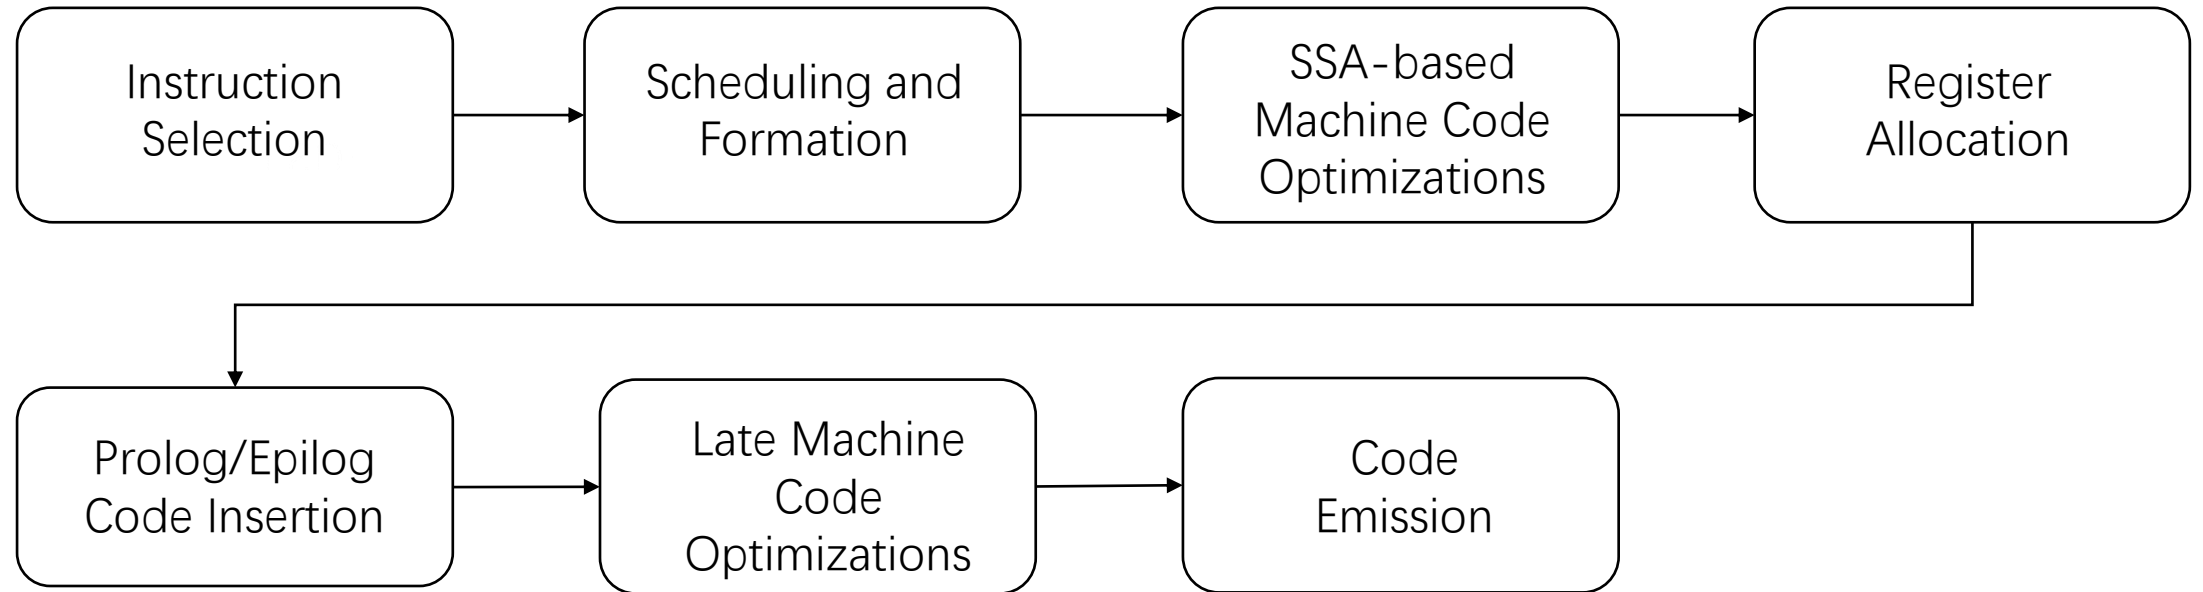 Instruction
Selection
Scheduling and
Formation
SSA-based
Machine Code
Optimizations
Register
Allocation
Prolog/Epilog
Code Insertion
Late Machine
Code
Optimizations
Code
Emission